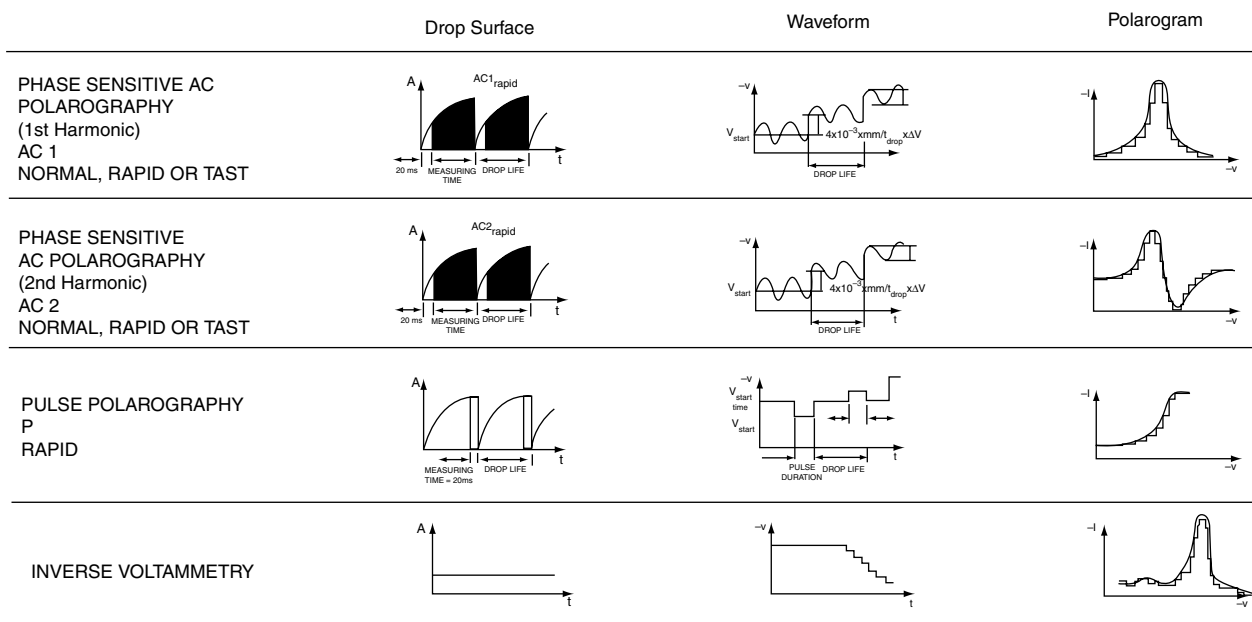 Drop Surface
Waveform
Polarogram
PHASE SENSITIVE AC
POLAROGRAPHY
(1st Harmonic)
AC 1
NORMAL, RAPID OR TAST
A
AC1rapid
t
20 ms
MEASURING
TIME
DROP LIFE
–v
Vstart
4x10⁻³xmm/tdropxΔV
t
DROP LIFE
–I
–v
PHASE SENSITIVE
AC POLAROGRAPHY
(2nd Harmonic)
AC 2
NORMAL, RAPID OR TAST
A
AC2rapid
t
20 ms
MEASURING
TIME
DROP LIFE
–v
Vstart
4x10⁻³xmm/tdropxΔV
t
DROP LIFE
–I
–v
PULSE POLAROGRAPHY
P
RAPID
A
t
MEASURING
TIME = 20ms
DROP LIFE
–v
Vstart
time
Vstart
t
PULSE
DURATION
DROP LIFE
–I
–v
INVERSE VOLTAMMETRY
A
t
–v
t
–I
–v